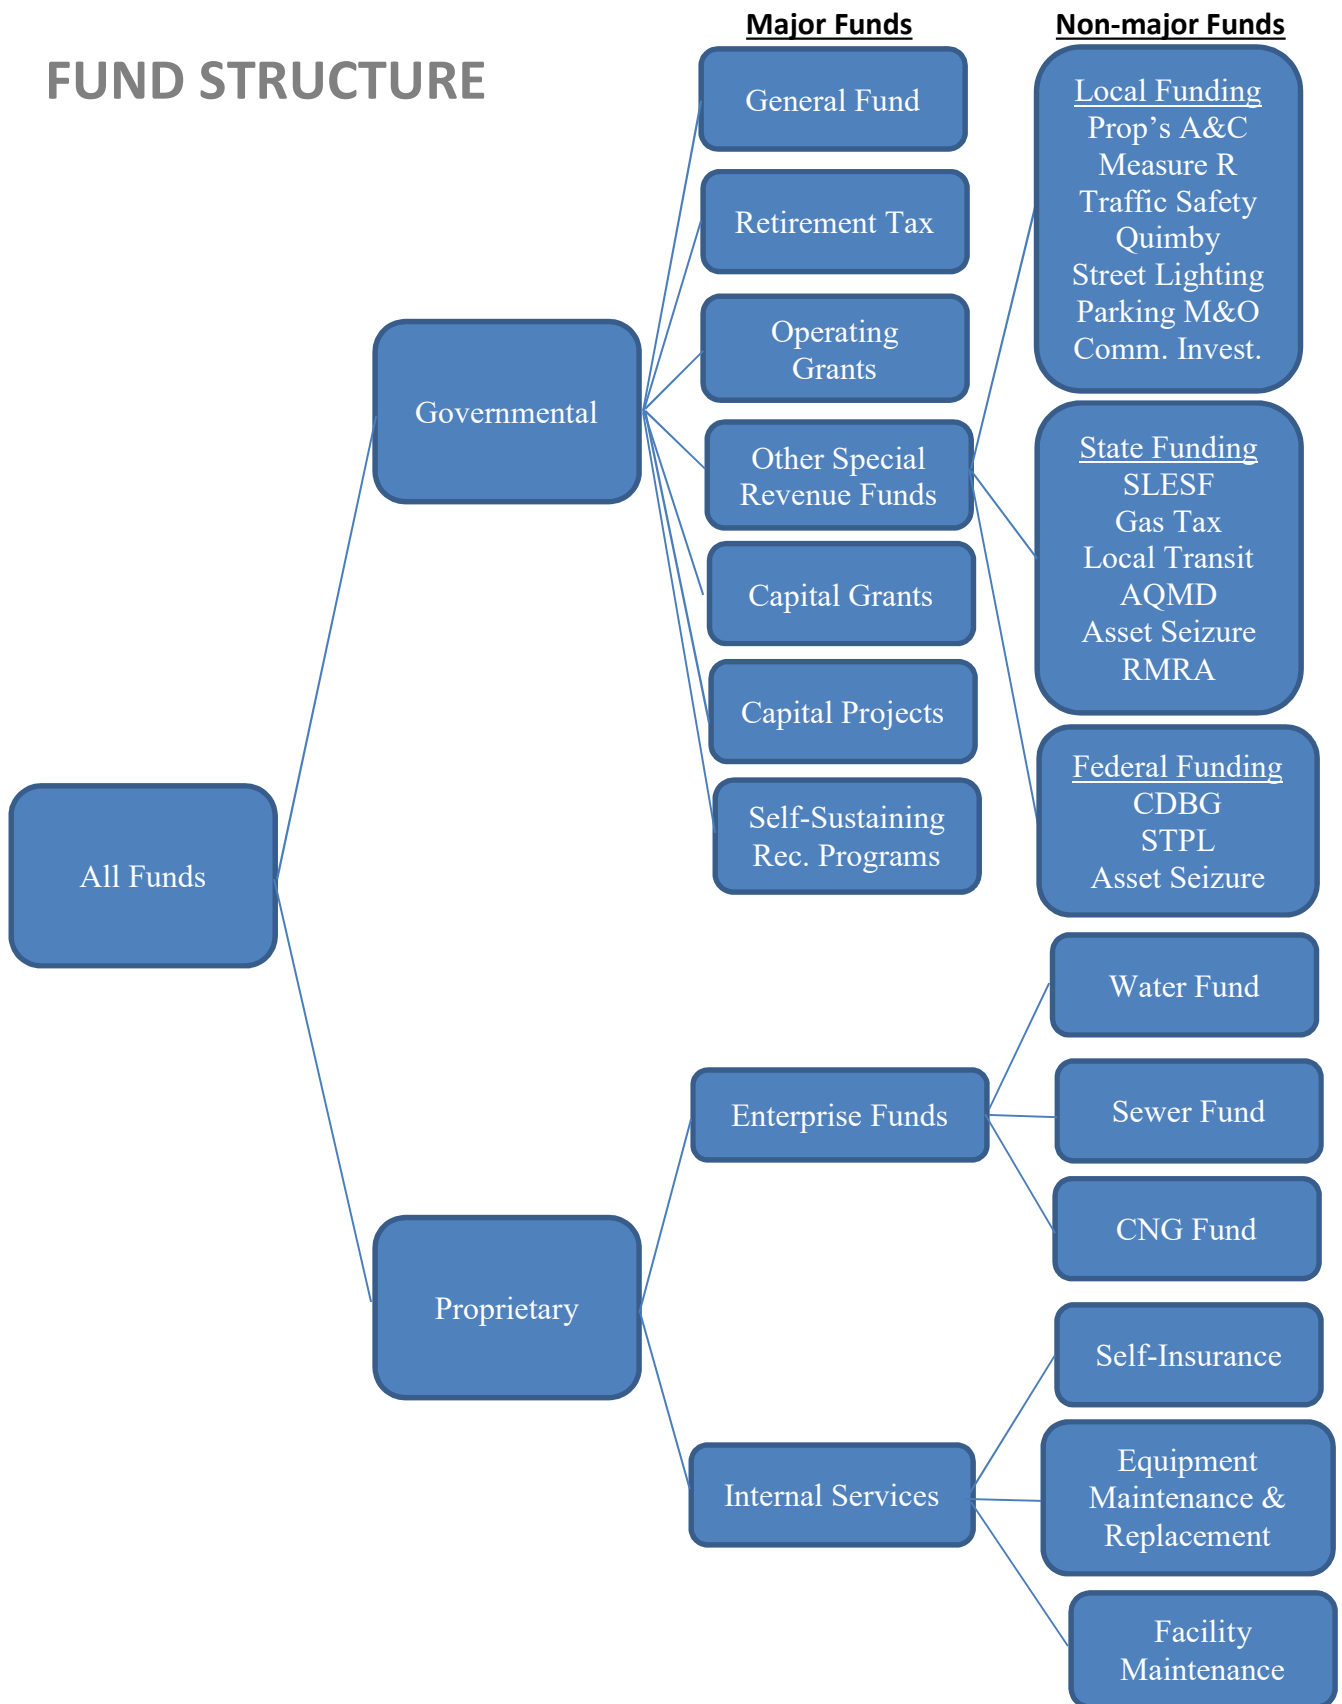 Major Funds
Non-major Funds
FUND STRUCTURE
General Fund
Retirement Tax
Operating
Grants
Other Special
Revenue Funds
Capital Grants
Capital Projects
Self-Sustaining
Rec. Programs
Local Funding
Prop’s A&C
Measure R
Traffic Safety
Quimby
Street Lighting
Parking M&O
Comm. Invest.
State Funding
SLESF
Gas Tax
Local Transit
AQMD
Asset Seizure
RMRA
Federal Funding
CDBG
STPL
Asset Seizure
Governmental
All Funds
Proprietary
Enterprise Funds
Water Fund
Sewer Fund
CNG Fund
Internal Services
Self-Insurance
Equipment
Maintenance &
Replacement
Facility
Maintenance